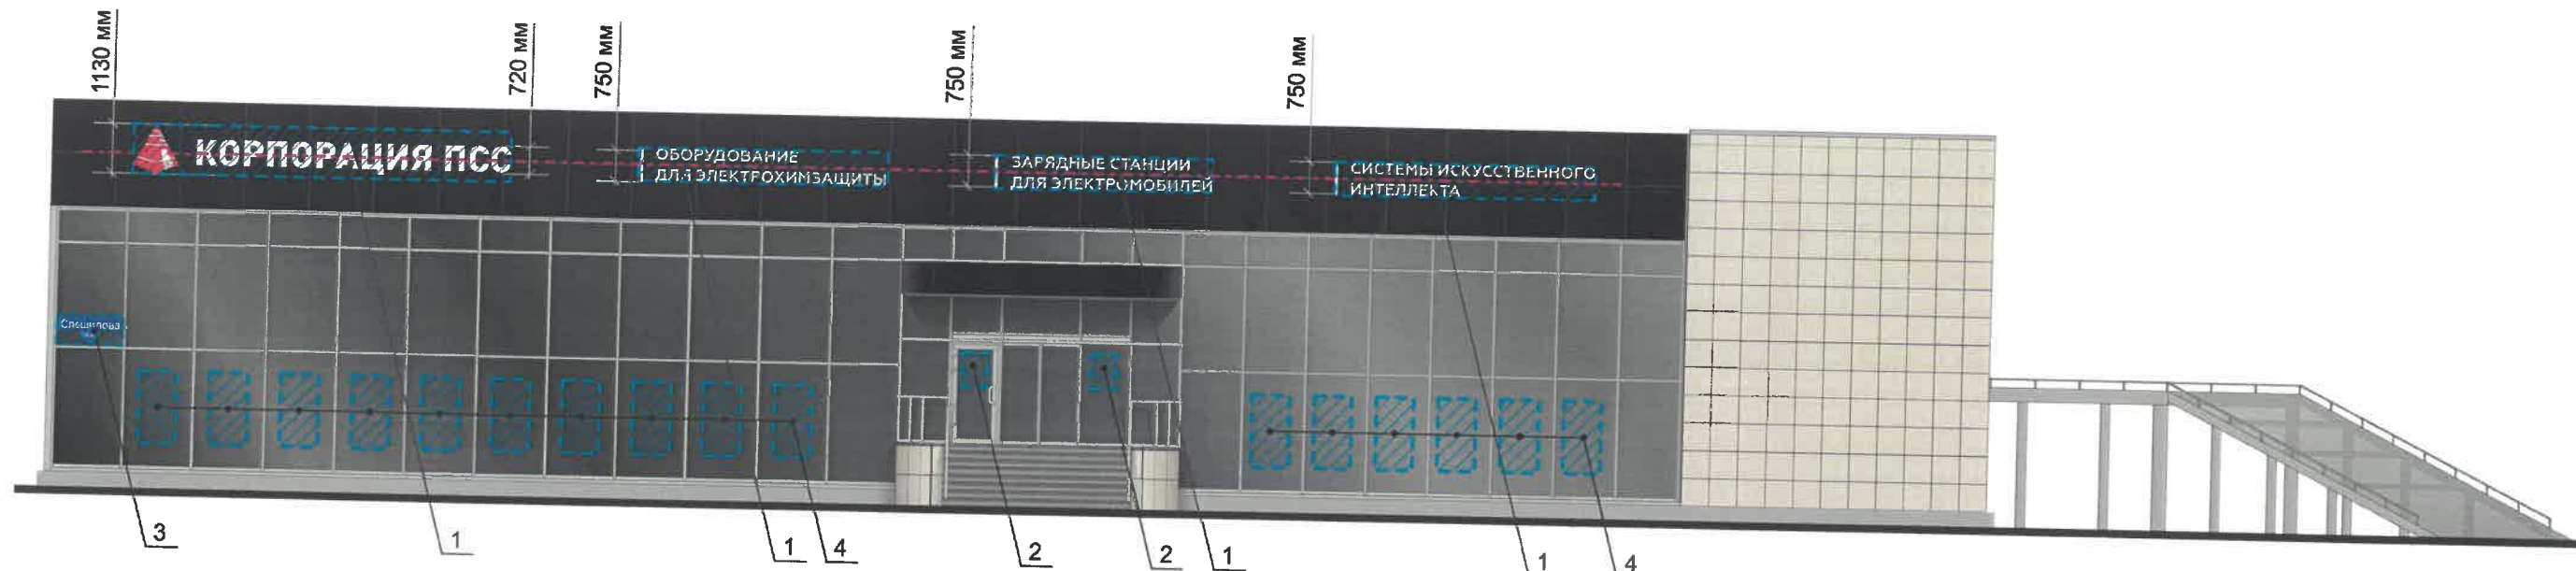 1130 мм
720 мм
750 мм
750 мм
750 мм
КОРПОРАЦИЯ ПСС
ОБОРУДОВАНИЕ
ДЛЯ ЭЛЕКТРОХИМЗАЩИТЫ
ЗАРЯДНЫЕ СТАНЦИИ
ДЛЯ ЭЛЕКТРОМОБИЛЕЙ
СИСТЕМЫ ИСКУССТВЕННОГО
ИНТЕЛЛЕКТА
Спешилова
3
1
1
4
2
2
1
1
4